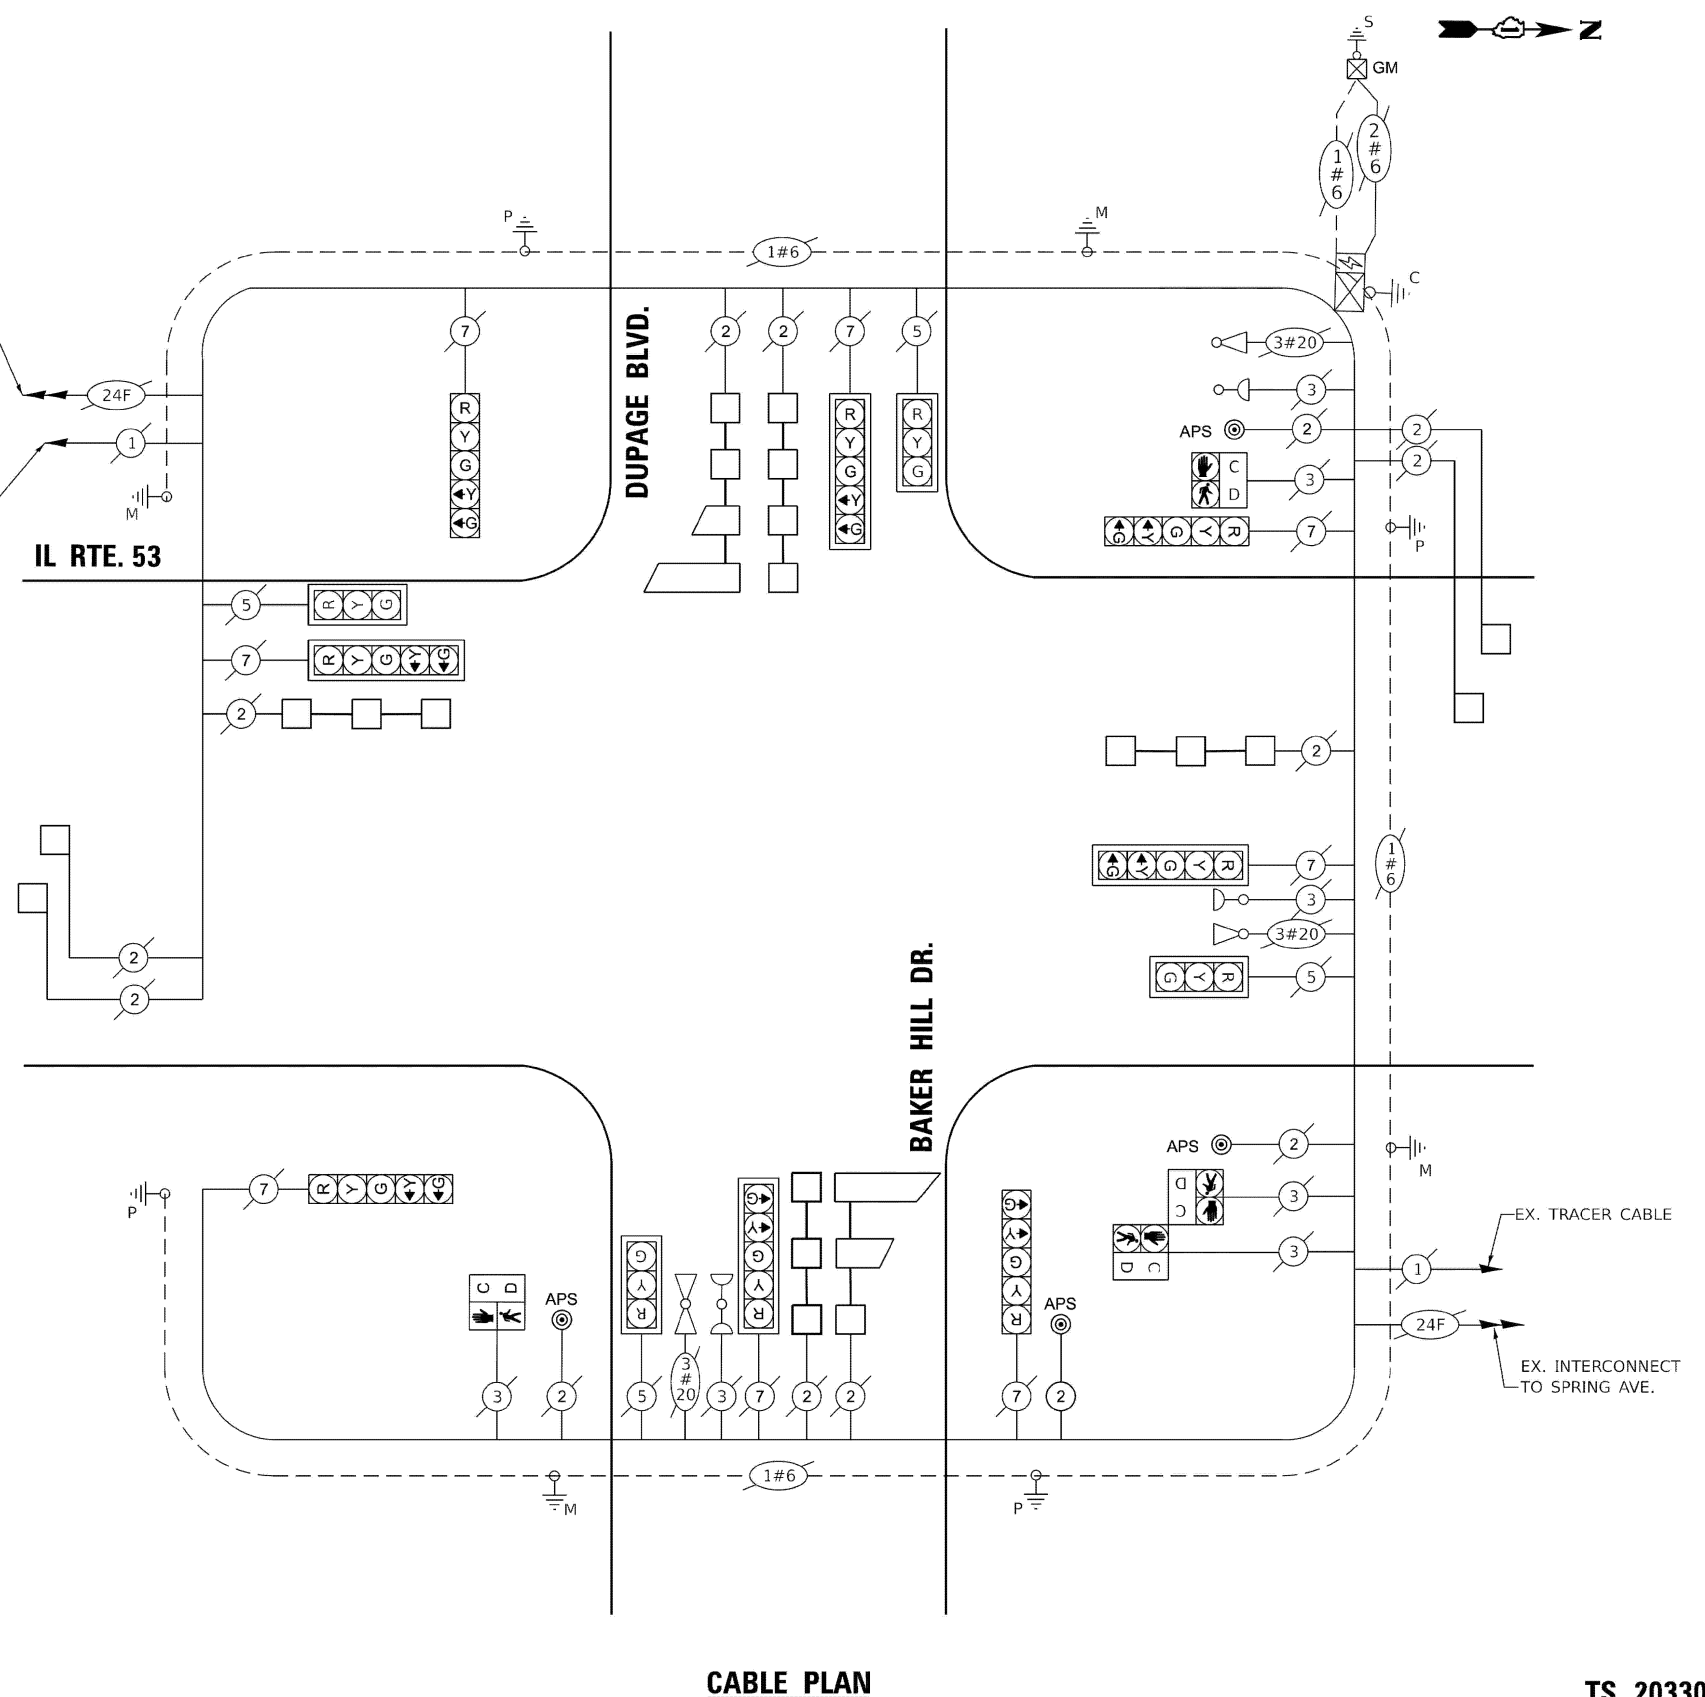 S
N
GM
2 # 6
1 # 6
P
M
1#6
C
7
2
2
7
5
3#20
24F
3
R
Y
G
Y
G
R
Y
G
Y
G
R
Y
G
APS
2
2
1
2
C
D
3
M
G Y G Y R
7
P
DUPAGE BLVD.
IL RTE. 53
5
R Y G
7
R Y G Y G
2
2
G Y G Y R
7
1 # 6
3
3#20
2
G Y R
5
2
BAKER HILL DR.
APS
2
M
7
R Y G Y G
P
D
C
3
EX. TRACER CABLE
D C
3
1
C D
APS
G
Y
R
G
Y
G
Y
R
G
Y
G
Y
R
APS
24F
3
2
5
3 # 20
3
7
2
2
7
2
EX. INTERCONNECT
TO SPRING AVE.
1#6
M
P
CABLE PLAN
TS 20330